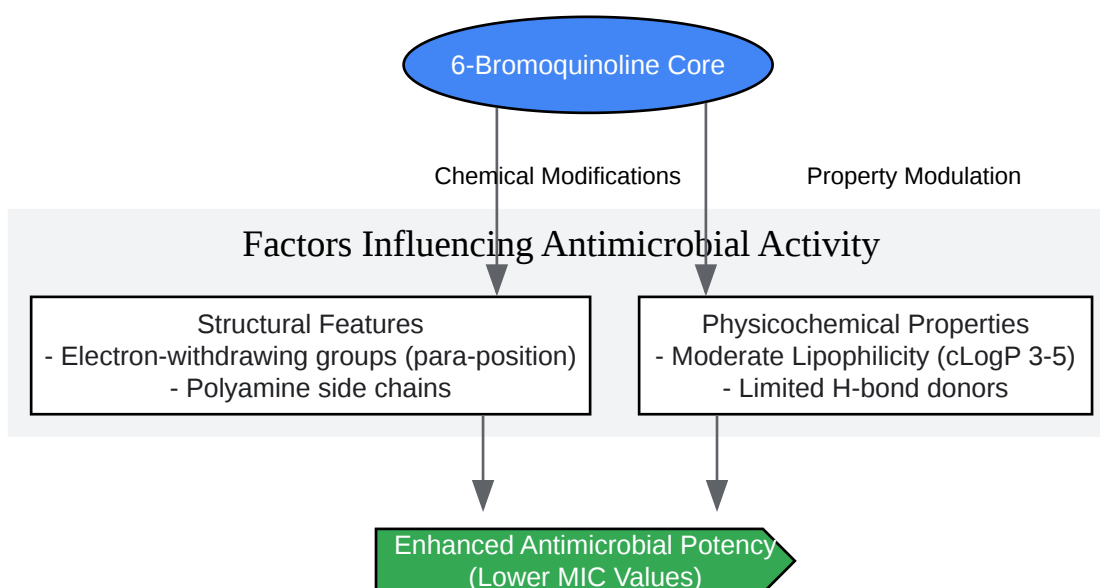 6-Bromoquinoline Core
Chemical Modifications
Property Modulation
Factors Influencing Antimicrobial Activity
Structural Features
- Electron-withdrawing groups (para-position)
- Polyamine side chains
Physicochemical Properties
- Moderate Lipophilicity (cLogP 3-5)
- Limited H-bond donors
Enhanced Antimicrobial Potency
(Lower MIC Values)